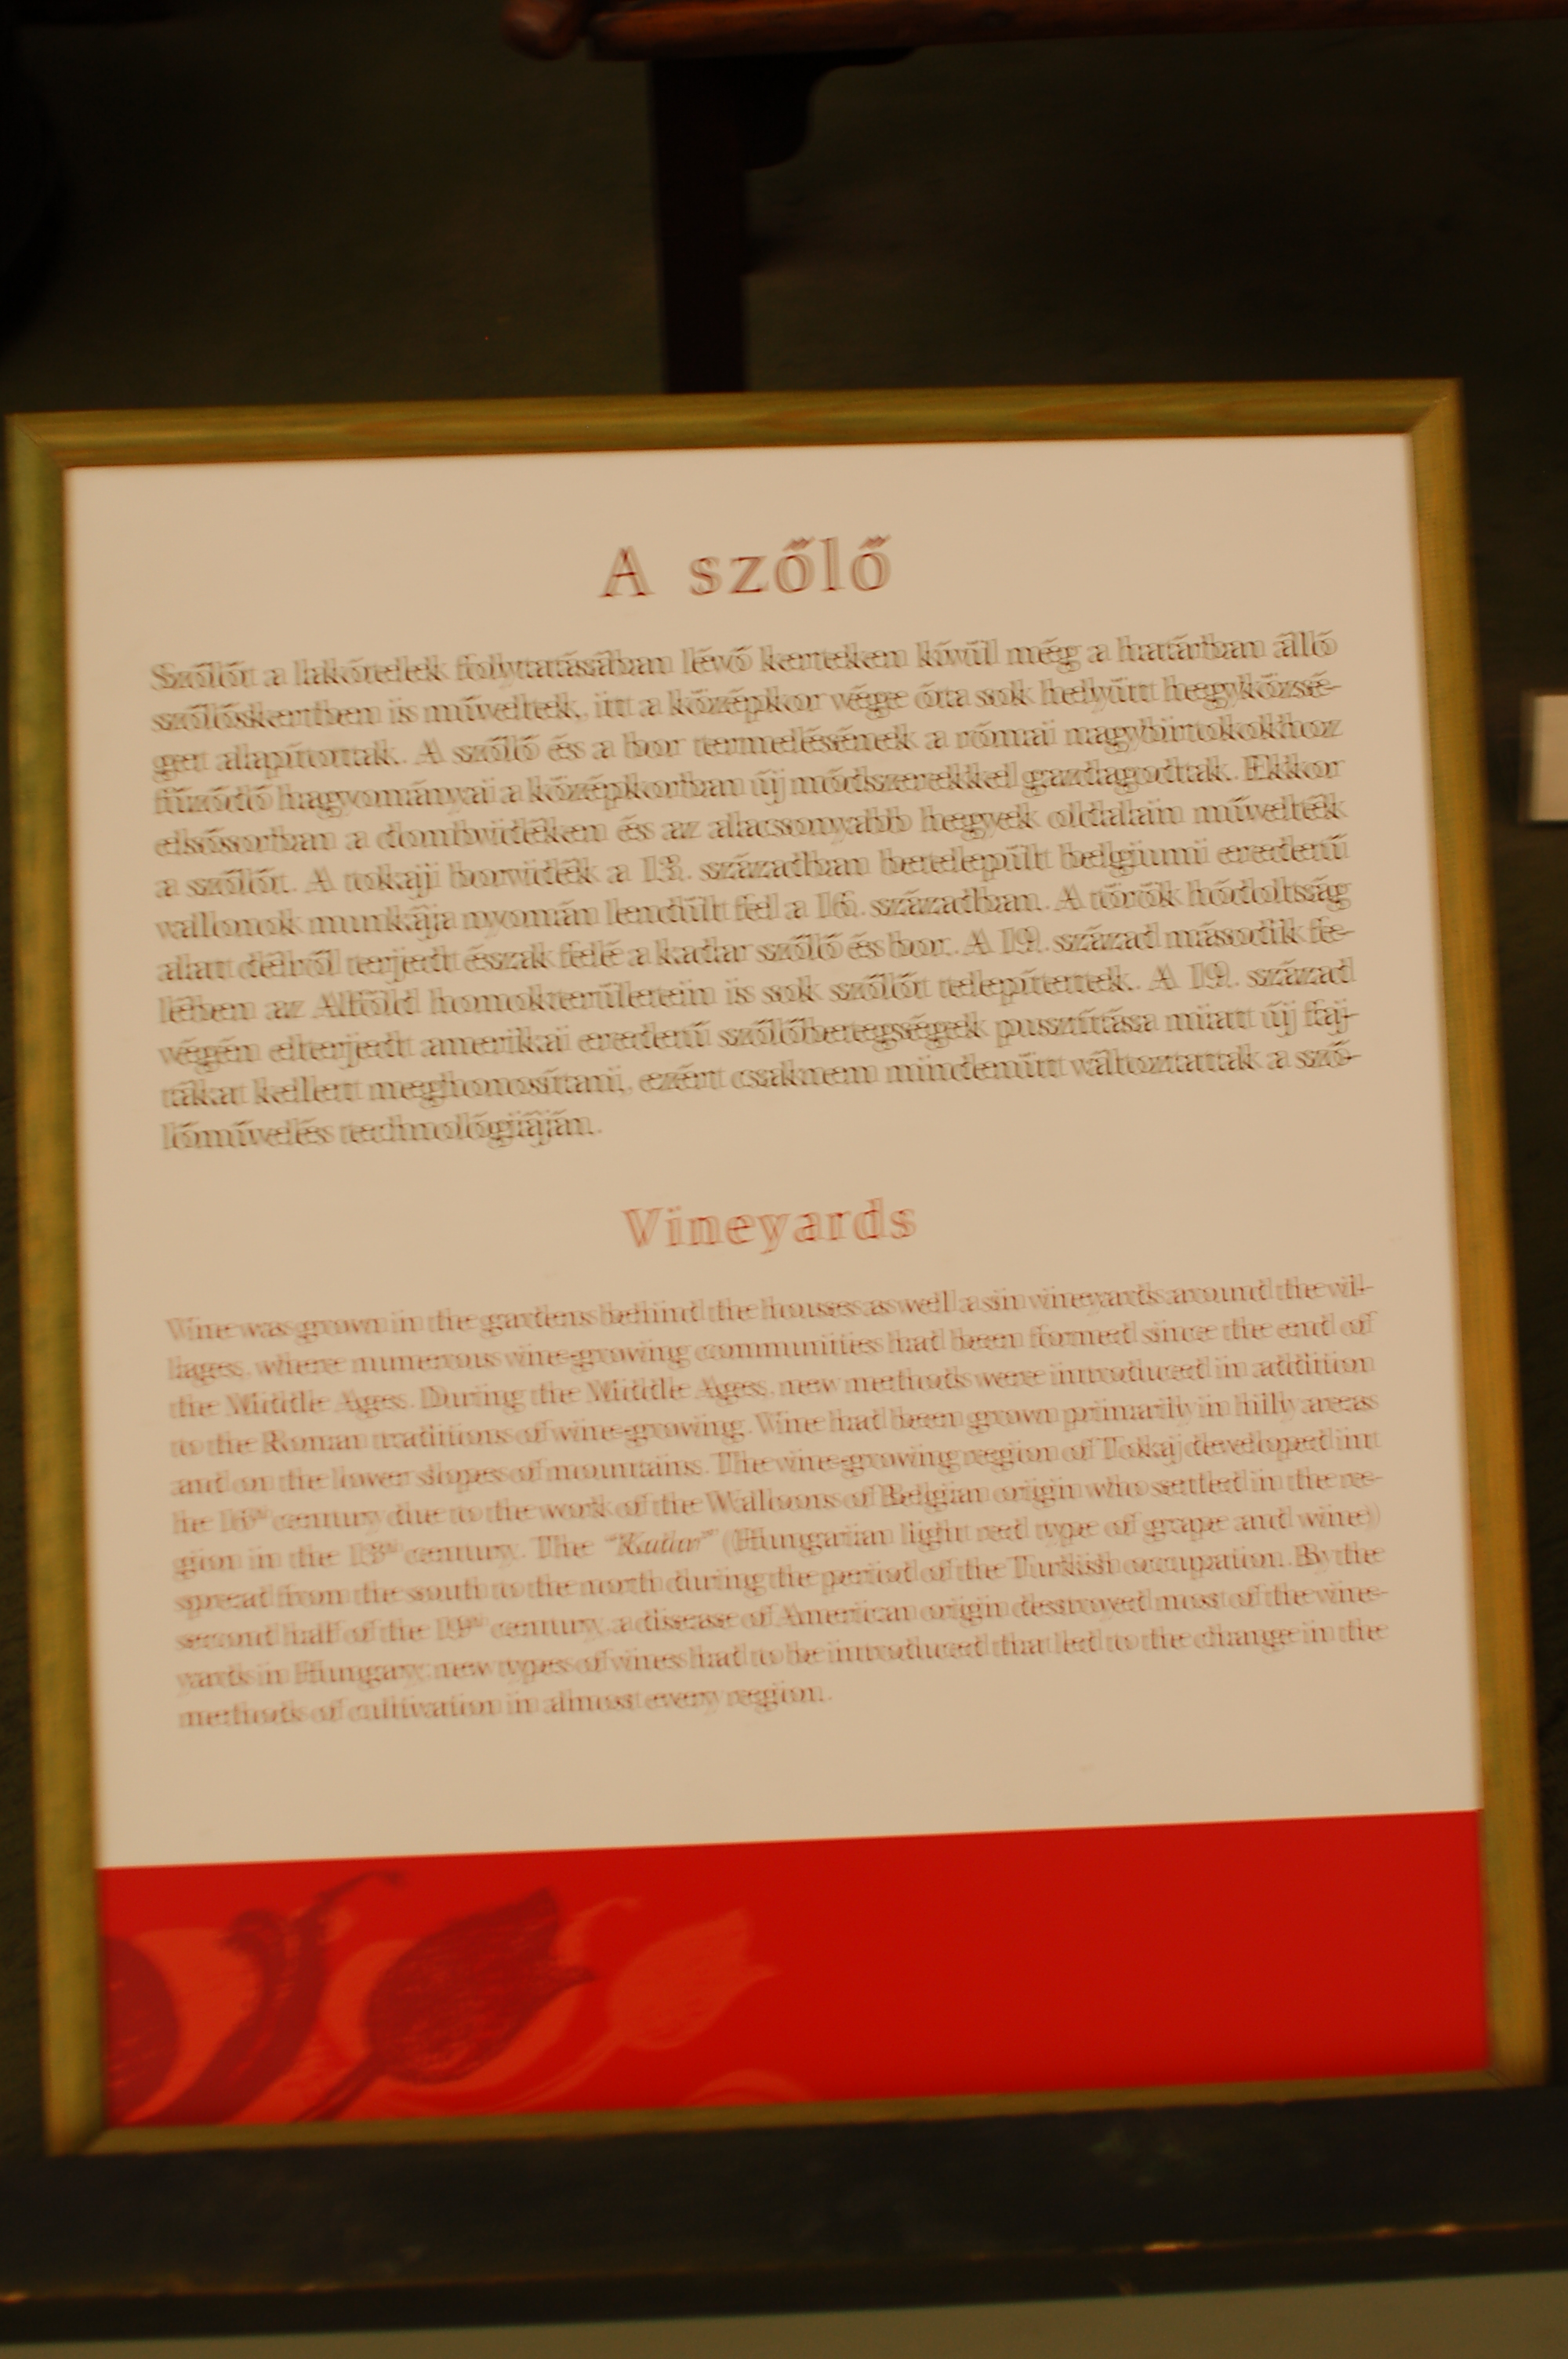 A szőlő
Szőlőt a lakótelek folytatásában lévő kerteken kívül még a határban álló
szőlőskertben is műveltek, itt a középkor vége óta sok helyütt hegyközsé-
get alapítottak. A szőlő és a bor termelésének a római nagybirtokokhoz
fűződő hagyományai a középkorban új módszerekkel gazdagodtak. Ekkor
elsősorban a dombvidéken és az alacsonyabb hegyek oldalain művelték
a szőlőt. A tokaji borvidék a 13. században betelepült belgiumi eredetű
wallonok munkája nyomán lendült fel a 16. században. A török hódoltság
alatt délről terjedt észak felé a kadar szőlő és bor. A 19. század második fe-
lében az Alföld homokterületein is sok szőlőt telepítettek. A 19. század
végén elterjedt amerikai eredetű szőlőbetegségek pusztítása miatt új faj-
tákat kellett meghonosítani, ezért csaknem mindenütt változtattak a sző-
lőművelés technológiáján.
Vineyards
Vine was grown in the gardens behind the houses as well a sin vineyards around the vil-
lages, where numerous vine-growing communities had been formed since the end of
the Middle Ages. During the Middle Ages, new methods were introduced in addition
to the Roman traditions of wine-growing. Vine had been grown primarily in hilly areas
and on the lower slopes of mountains. The vine-growing region of Tokaj developed int
he 16th century due to the work of the Walloons of Belgian origin who settled in the re-
gion in the 13th century. The "Kadar" (Hungarian light red type of grape and wine)
spread from the south to the north during the period of the Turkish occupation. By the
second half of the 19th century, a disease of American origin destroyed most of the vine-
yards in Hungary: new types of vines had to be introduced that led to the change in the
methods of cultivation in almost every region.